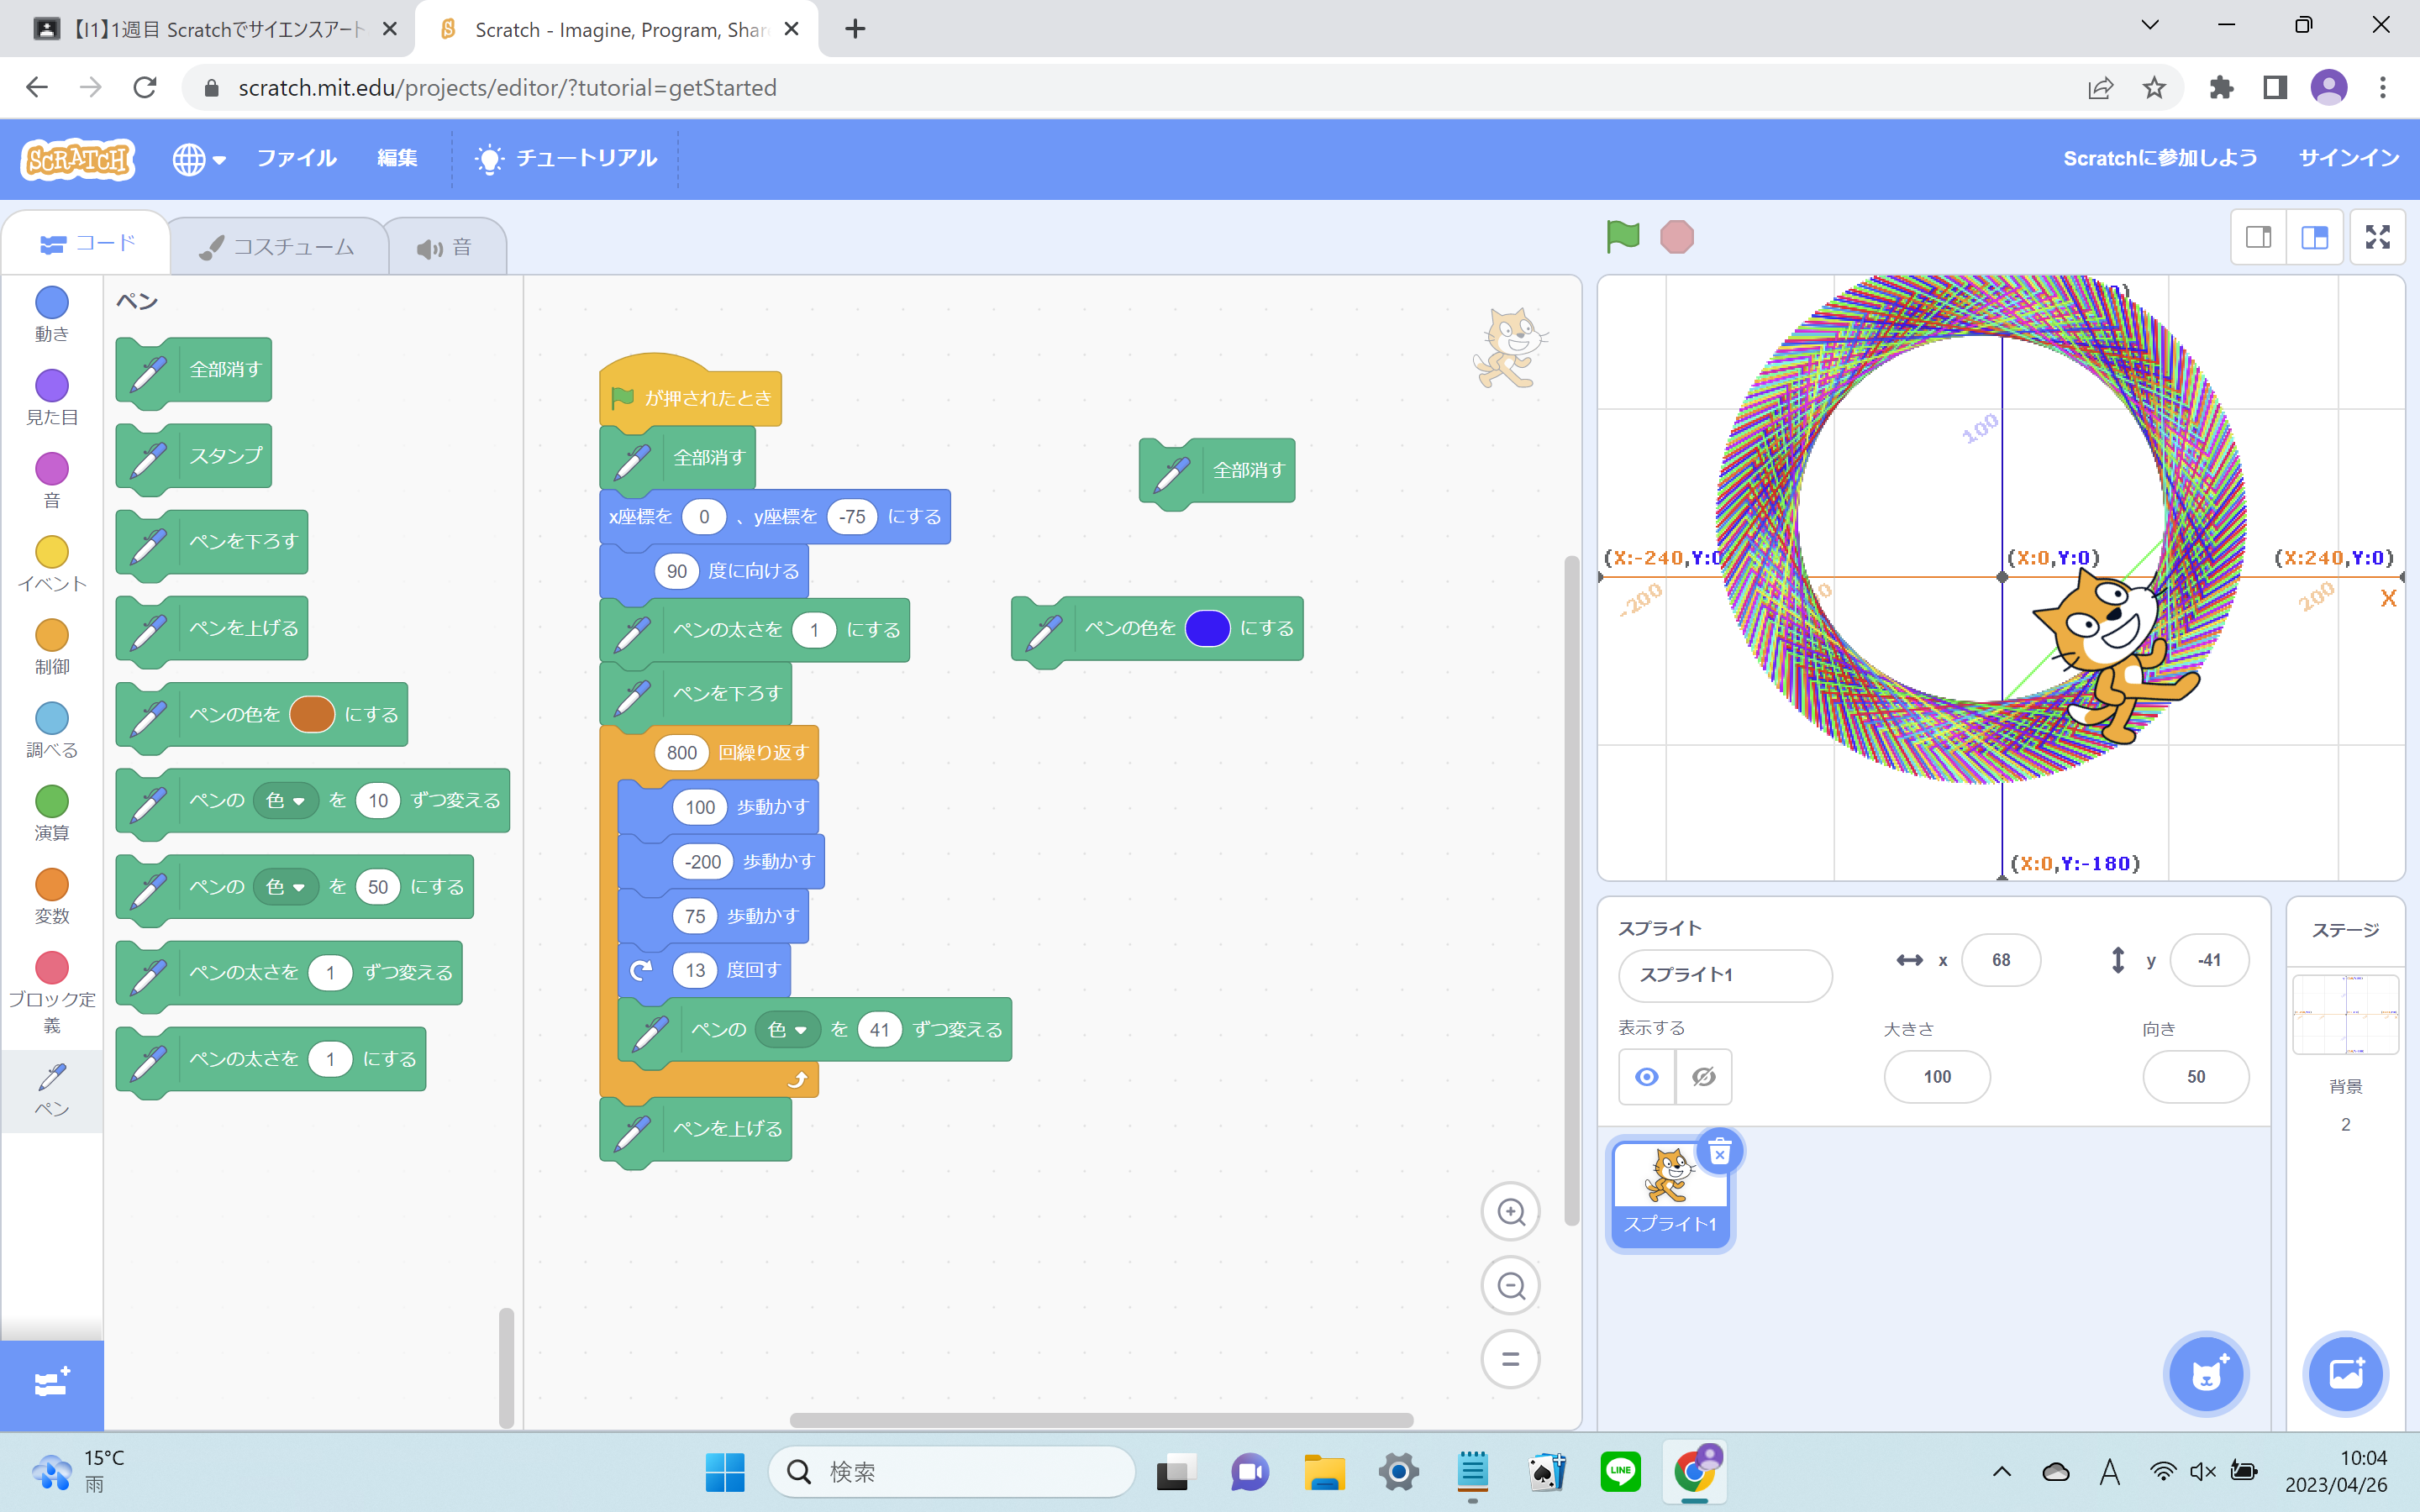 【I1】1週目 Scratchでサイエンスアート
Scratch - Imagine, Program, Shar
scratch.mit.edu/projects/editor/?tutorial=getStarted
SCRATCH
ファイル
編集
チュートリアル
Scratchに参加しよう
サインイン
コード
コスチューム
音
動き
見た目
音
イベント
制御
調べる
演算
変数
ブロック定
義
ペン
ペン
全部消す
スタンプ
ペンを下ろす
ペンを上げる
ペンの色を にする
ペンの 色 を 10 ずつ変える
ペンの 色 を 50 にする
ペンの太さを 1 ずつ変える
ペンの太さを 1 にする
が押されたとき
全部消す
x座標を 0 、y座標を -75 にする
90 度に向ける
ペンの太さを 1 にする
ペンを下ろす
800 回繰り返す
100 歩動かす
-200 歩動かす
75 歩動かす
13 度回す
ペンの 色 を 41 ずつ変える
ペンを上げる
全部消す
ペンの色を にする
100
(X:-240,Y:0
(X:0,Y:0)
(X:240,Y:0)
-200
200
X
(X:0,Y:-180)
スプライト
スプライト1
x 68
y -41
表示する
大きさ
100
向き
50
スプライト1
ステージ
背景
2
15°C
雨
検索
LINE
A
10:04
2023/04/26